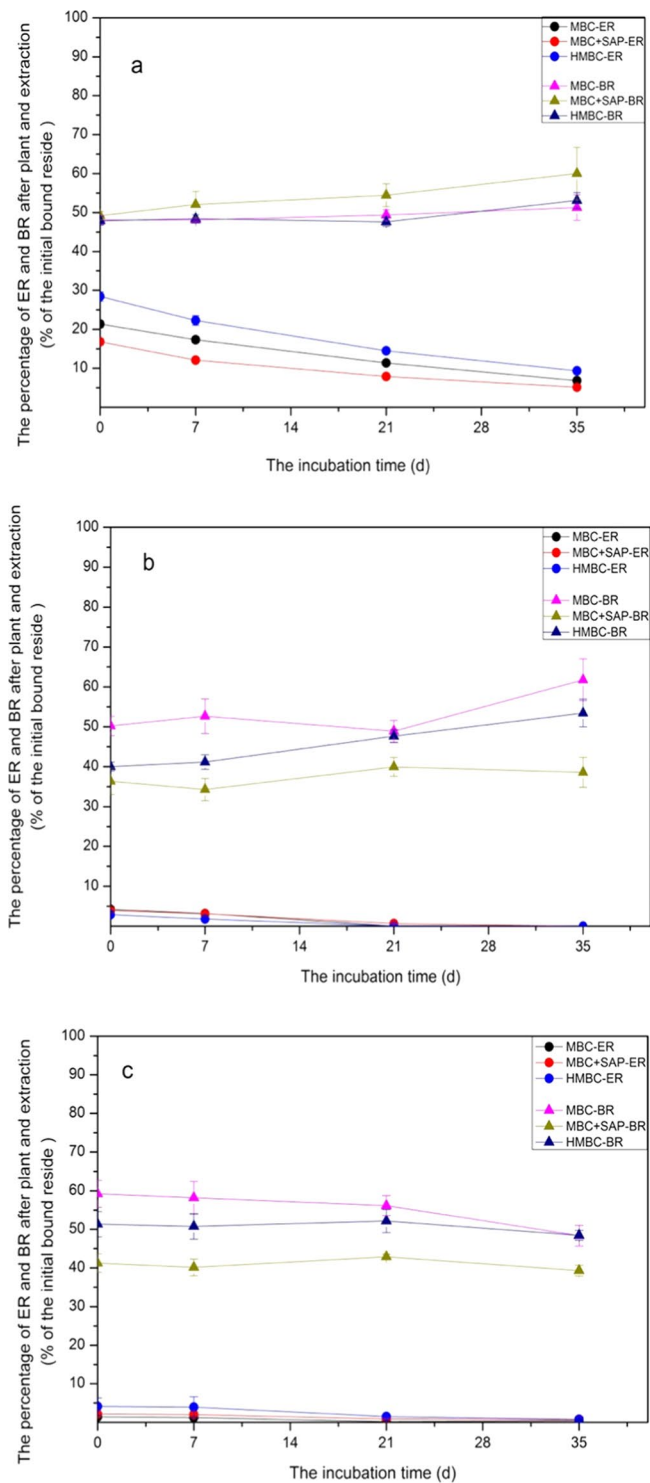 The percentage of ER and BR after plant and extraction
(% of the initial bound reside )
100
90
80
70
60
50
40
30
20
10
a
MBC-ER
MBC+SAP-ER
HMBC-ER
MBC-BR
MBC+SAP-BR
HMBC-BR
0
7
14
21
28
35
The incubation time (d)
The percentage of ER and BR after plant and extraction
(% of the initial bound reside )
100
90
80
70
60
50
40
30
20
10
b
MBC-ER
MBC+SAP-ER
HMBC-ER
MBC-BR
MBC+SAP-BR
HMBC-BR
0
7
14
21
28
35
The incubation time (d)
The percentage of ER and BR after plant and extraction
(% of the initial bound reside )
100
90
80
70
60
50
40
30
20
10
c
MBC-ER
MBC+SAP-ER
HMBC-ER
MBC-BR
MBC+SAP-BR
HMBC-BR
0
7
14
21
28
35
The incubation time (d)